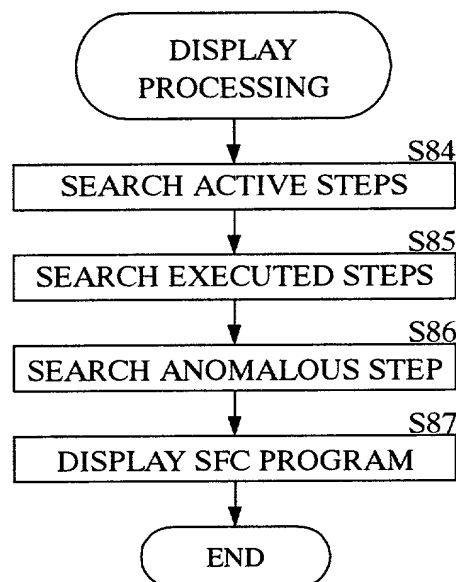 DISPLAY
PROCESSING
S84
SEARCH ACTIVE STEPS
S85
SEARCH EXECUTED STEPS
S86
SEARCH ANOMALOUS STEP
S87
DISPLAY SFC PROGRAM
END